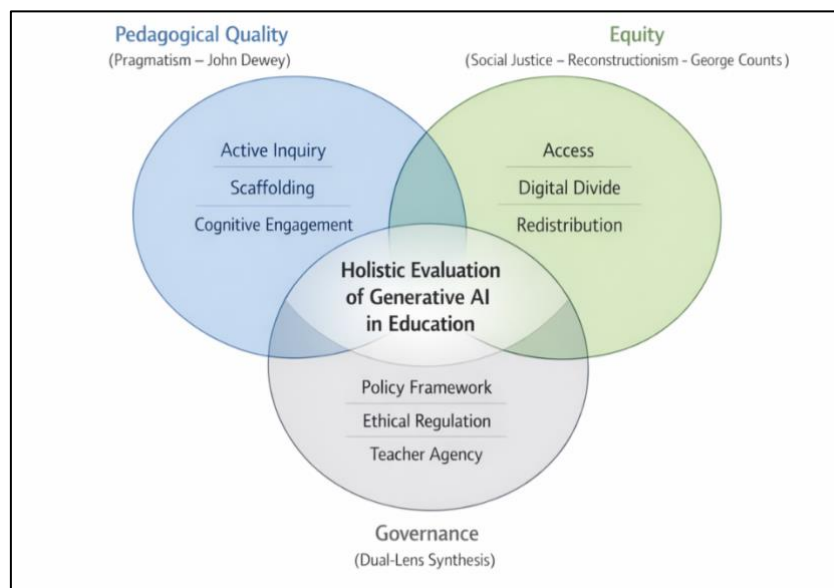 Pedagogical Quality
(Pragmatism – John Dewey)
Equity
(Social Justice – Reconstructionism - George Counts)
Active Inquiry
Scaffolding
Cognitive Engagement
Access
Digital Divide
Redistribution
Holistic Evaluation
of Generative AI
in Education
Policy Framework
Ethical Regulation
Teacher Agency
Governance
(Dual-Lens Synthesis)